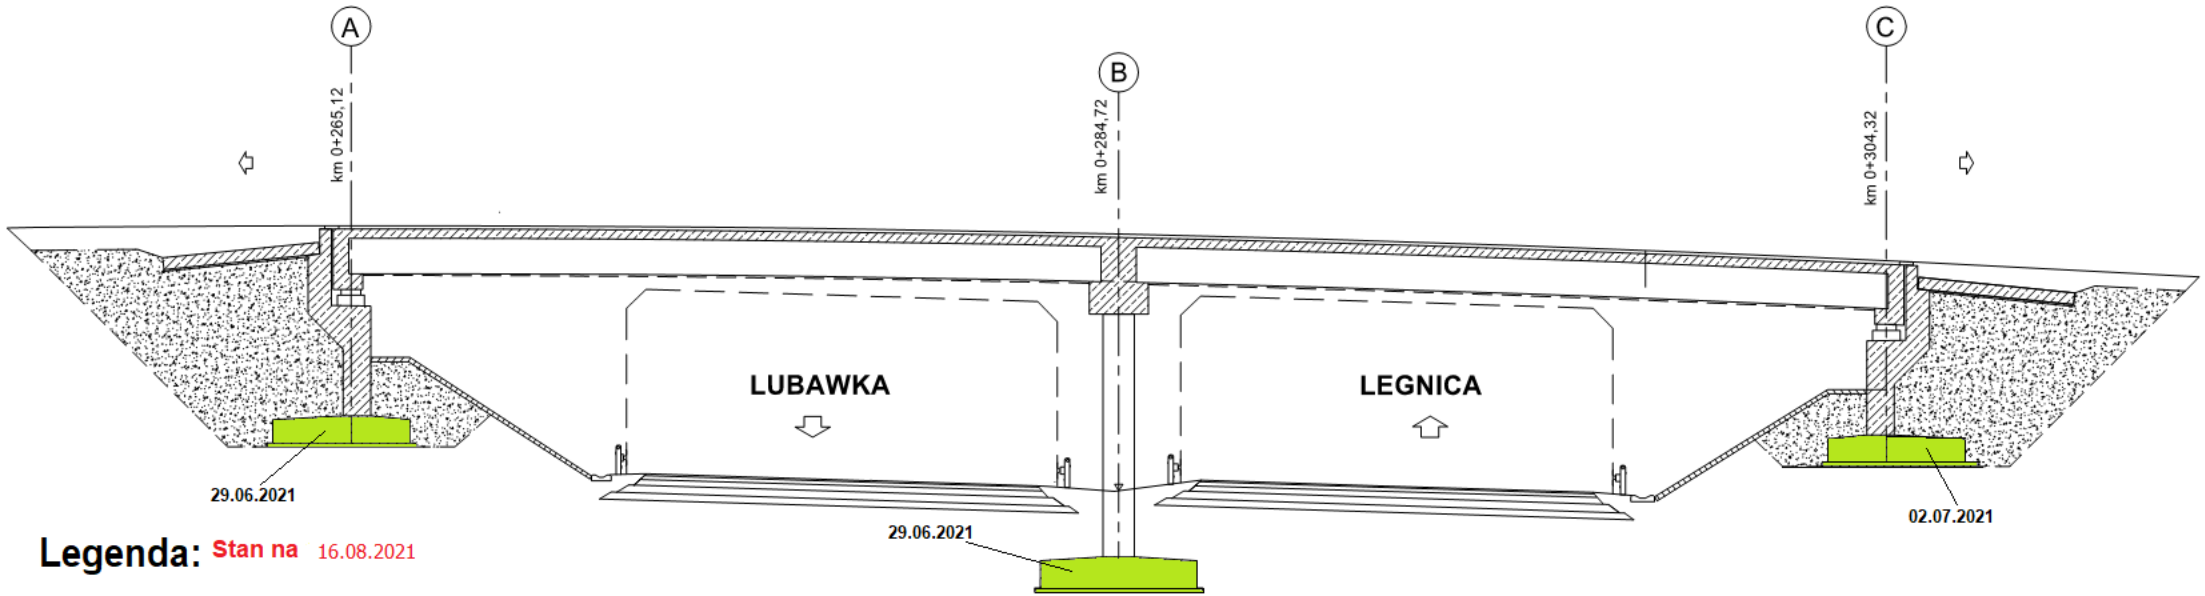 A
B
C
km 0+265,12
km 0+284,72
km 0+304,32
LUBAWKA
LEGNICA
29.06.2021
29.06.2021
02.07.2021
Legenda: Stan na 16.08.2021